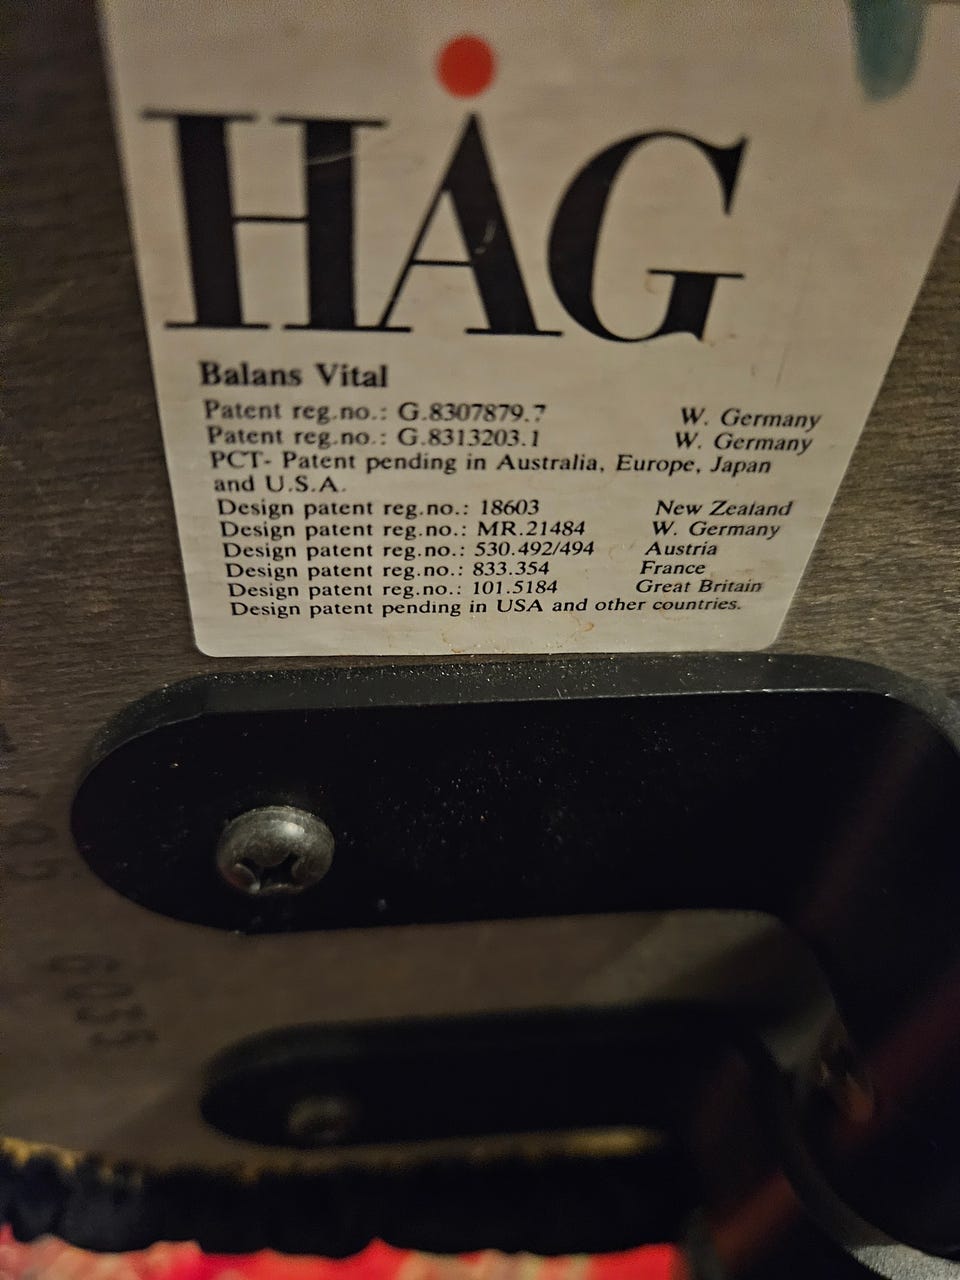 HÅG
Balans Vital
Patent reg.no.: G.8307879.7 W. Germany
Patent reg.no.: G.8313203.1 W. Germany
PCT- Patent pending in Australia, Europe, Japan
and U.S.A.
Design patent reg.no.: 18603 New Zealand
Design patent reg.no.: MR.21484 W. Germany
Design patent reg.no.: 530.492/494 Austria
Design patent reg.no.: 833.354 France
Design patent reg.no.: 101.5184 Great Britain
Design patent pending in USA and other countries.